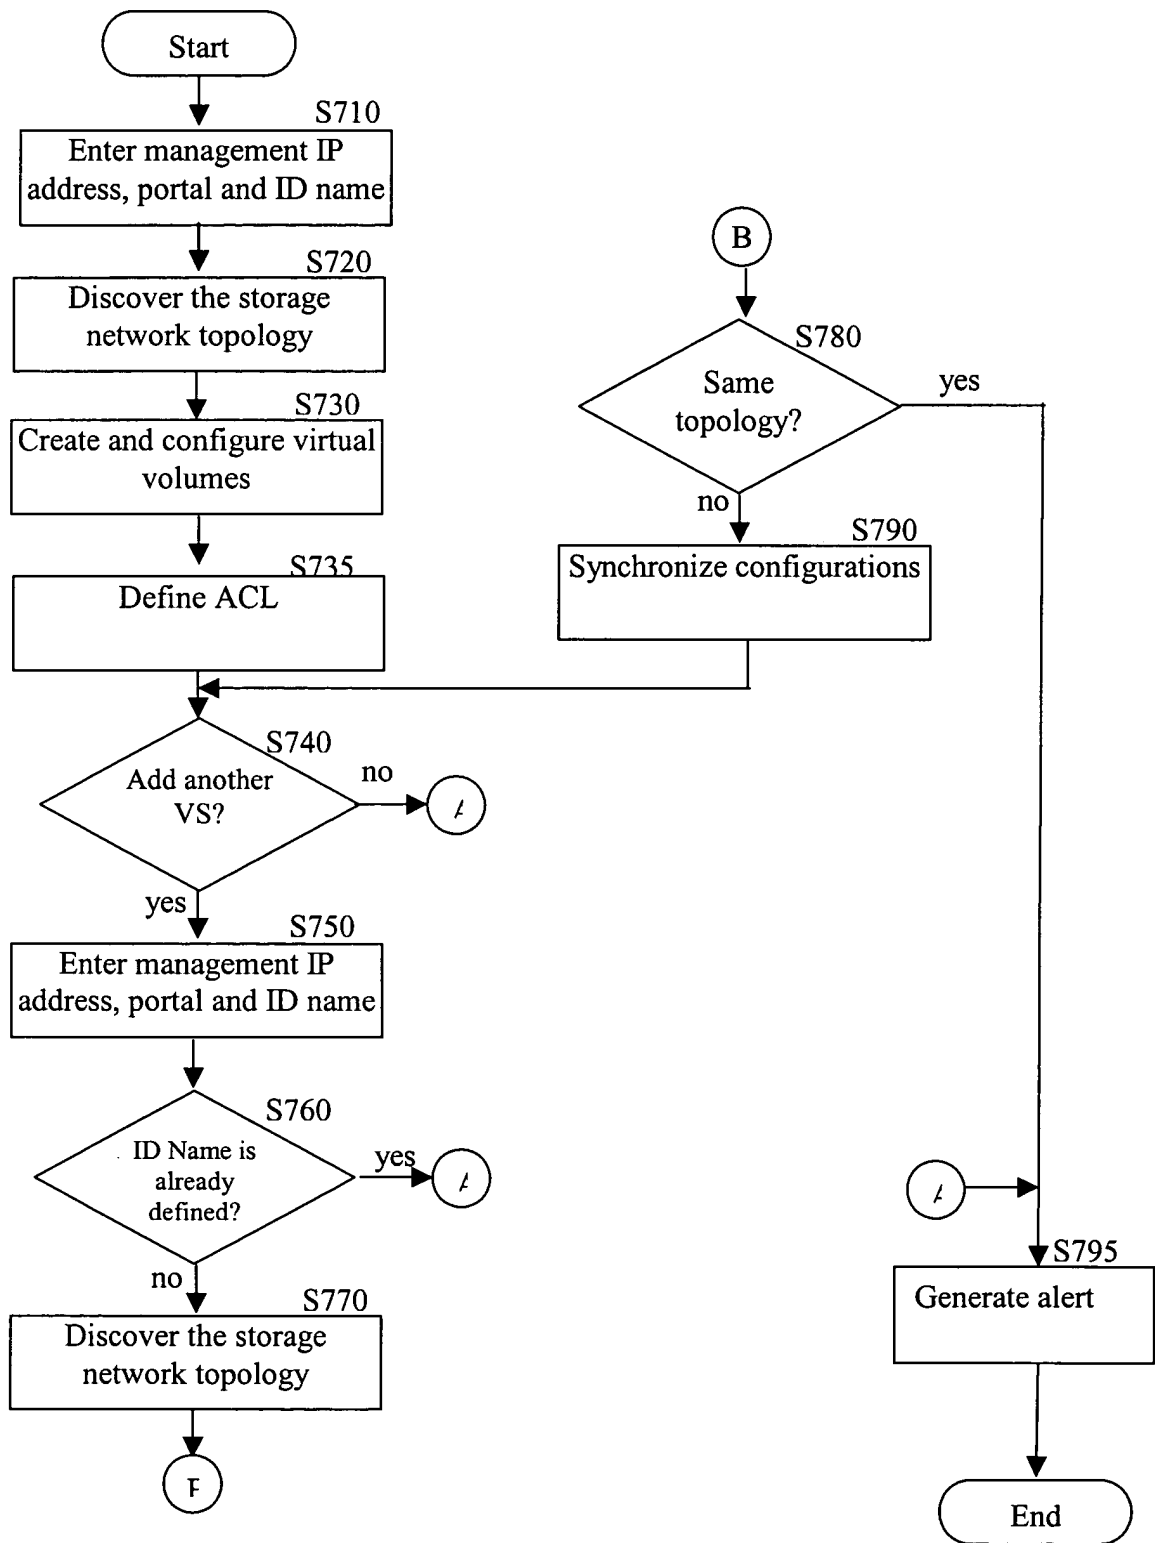 Start
S710
Enter management IP
address, portal and ID name
S720
Discover the storage
network topology
S730
Create and configure virtual
volumes
S735
Define ACL
S740
Add another
VS?
no
yes
S750
Enter management IP
address, portal and ID name
S760
ID Name is
already
defined?
yes
no
S770
Discover the storage
network topology
B
S780
Same
topology?
yes
no
S790
Synchronize configurations
S795
Generate alert
End